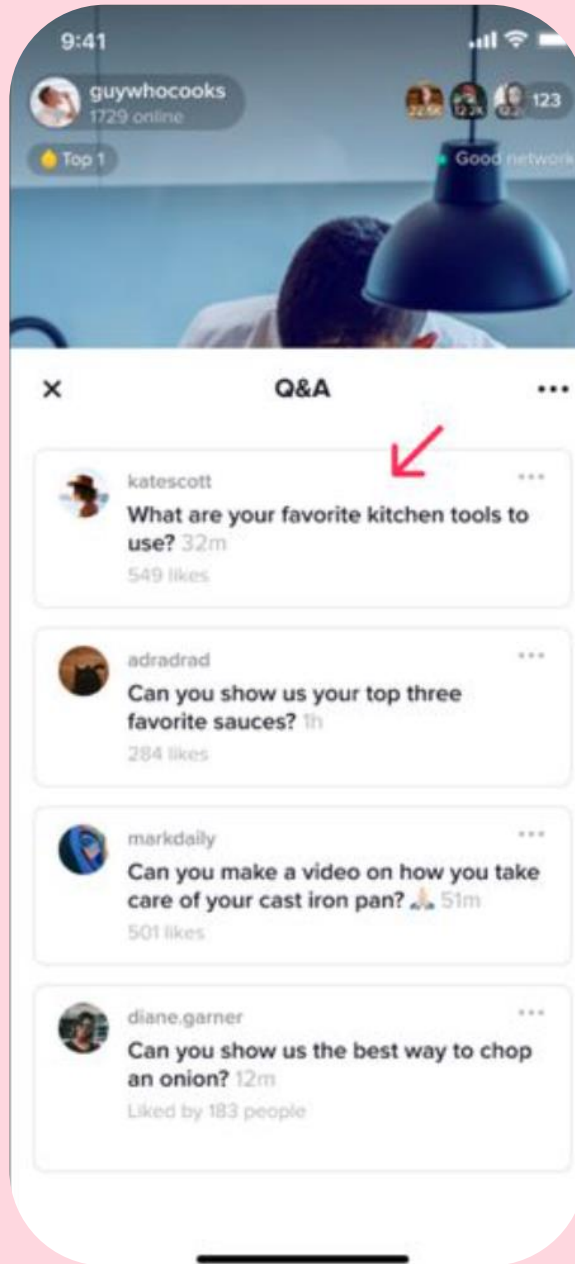 9:41
guywhocooks
1729 online
123
Top 1
Good network
Q&A
katescott
What are your favorite kitchen tools to
use? 32m
549 likes
adradrad
Can you show us your top three
favorite sauces? 1h
284 likes
markdaily
Can you make a video on how you take
care of your cast iron pan? 🙏🏻 51m
501 likes
diane.garner
Can you show us the best way to chop
an onion? 12m
Liked by 183 people